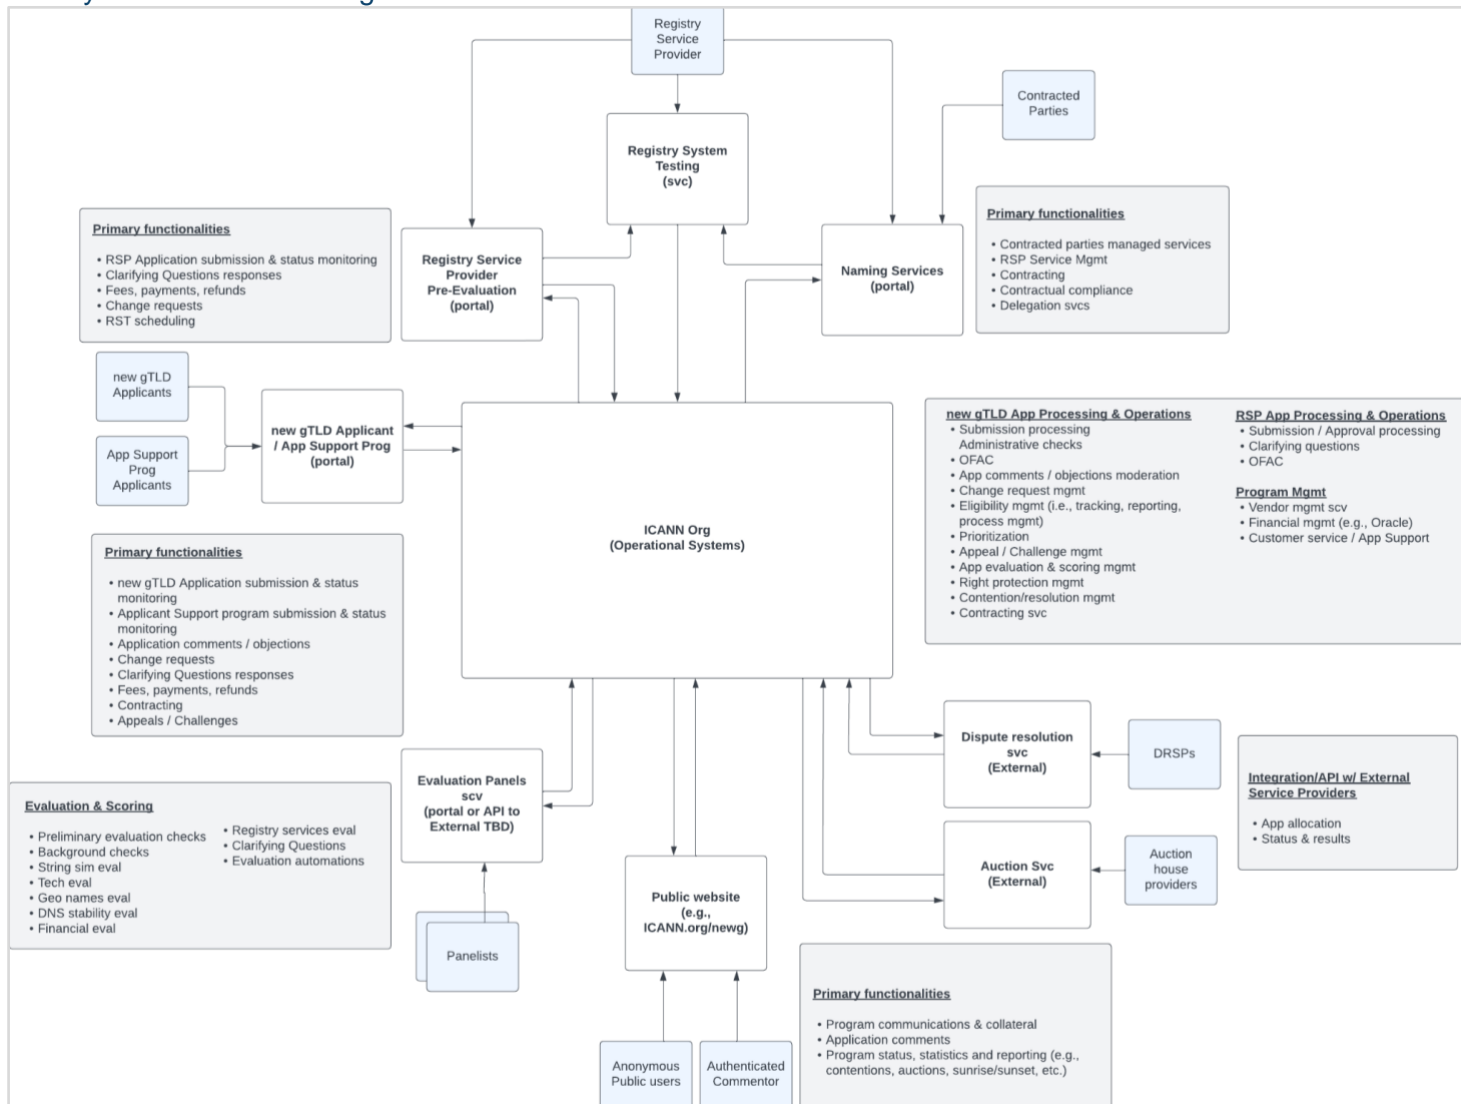 Registry
Service
Provider
Contracted
Parties
Registry System
Testing
(svc)
Primary functionalities
• RSP Application submission & status monitoring
• Clarifying Questions responses
• Fees, payments, refunds
• Change requests
• RST scheduling
Registry Service
Provider
Pre-Evaluation
(portal)
Naming Services
(portal)
Primary functionalities
• Contracted parties managed services
• RSP Service Mgmt
• Contracting
• Contractual compliance
• Delegation svcs
new gTLD
Applicants
App Support
Prog
Applicants
new gTLD Applicant
/ App Support Prog
(portal)
ICANN Org
(Operational Systems)
new gTLD App Processing & Operations
• Submission processing
Administrative checks
• OFAC
• App comments / objections moderation
• Change request mgmt
• Eligibility mgmt (i.e., tracking, reporting,
process mgmt)
• Prioritization
• Appeal / Challenge mgmt
• App evaluation & scoring mgmt
• Right protection mgmt
• Contention/resolution mgmt
• Contracting svc
RSP App Processing & Operations
• Submission / Approval processing
• Clarifying questions
• OFAC
Program Mgmt
• Vendor mgmt scv
• Financial mgmt (e.g., Oracle)
• Customer service / App Support
Primary functionalities
• new gTLD Application submission & status
monitoring
• Applicant Support program submission & status
monitoring
• Application comments / objections
• Change requests
• Clarifying Questions responses
• Fees, payments, refunds
• Contracting
• Appeals / Challenges
Evaluation & Scoring
• Preliminary evaluation checks
• Background checks
• String sim eval
• Tech eval
• Geo names eval
• DNS stability eval
• Financial eval
• Registry services eval
• Clarifying Questions
• Evaluation automations
Evaluation Panels
scv
(portal or API to
External TBD)
Panelists
Public website
(e.g.,
ICANN.org/newg)
Anonymous
Public users
Authenticated
Commentor
Dispute resolution
svc
(External)
DRSPs
Auction Svc
(External)
Auction
house
providers
Integration/API w/ External
Service Providers
• App allocation
• Status & results
Primary functionalities
• Program communications & collateral
• Application comments
• Program status, statistics and reporting (e.g.,
contentions, auctions, sunrise/sunset, etc.)